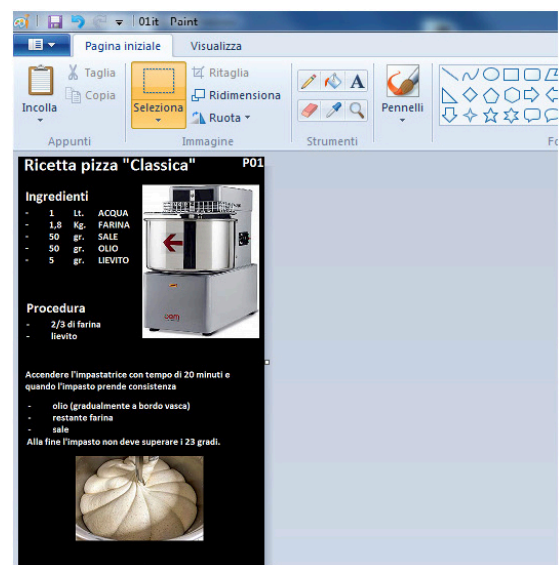 01it Paint
Pagina iniziale Visualizza
Incolla
Taglia
Copia
Appunti
Seleziona
Ritaglia
Ridimensiona
Ruota
Immagine
A
Strumenti
Pennelli
Ricetta pizza "Classica" P01
Ingredienti
- 1 Lt. ACQUA
- 1,8 Kg. FARINA
- 50 gr. SALE
- 50 gr. OLIO
- 5 gr. LIEVITO
Procedura
- 2/3 di farina
- lievito
Accendere l'impastatrice con tempo di 20 minuti e
quando l'impasto prende consistenza
- olio (gradualmente a bordo vasca)
- restante farina
- sale
Alla fine l'impasto non deve superare i 23 gradi.